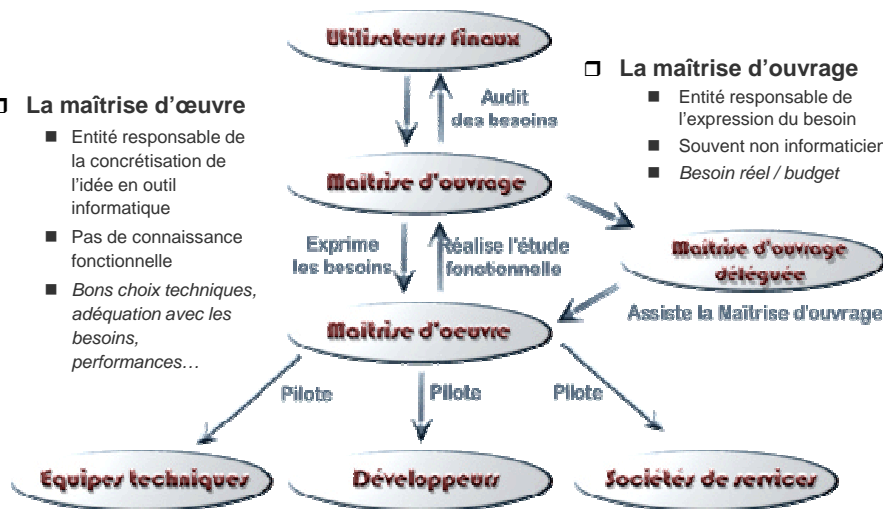 Utilisateurs finaux
Audit
des besoins
La maîtrise d'œuvre
Entité responsable de
la concrétisation de
l'idée en outil
informatique
Pas de connaissance
fonctionnelle
Bons choix techniques,
adéquation avec les
besoins,
performances…
La maîtrise d'ouvrage
Entité responsable de
l'expression du besoin
Souvent non informaticien
Besoin réel / budget
Maîtrise d'ouvrage
Exprime
les besoins
Réalise l'étude
fonctionnelle
Maîtrise d'ouvrage
déléguée
Assiste la Maîtrise d'ouvrage
Maîtrise d'oeuvre
Pilote
Pilote
Pilote
Equipes techniques
Développeurs
Sociétés de services